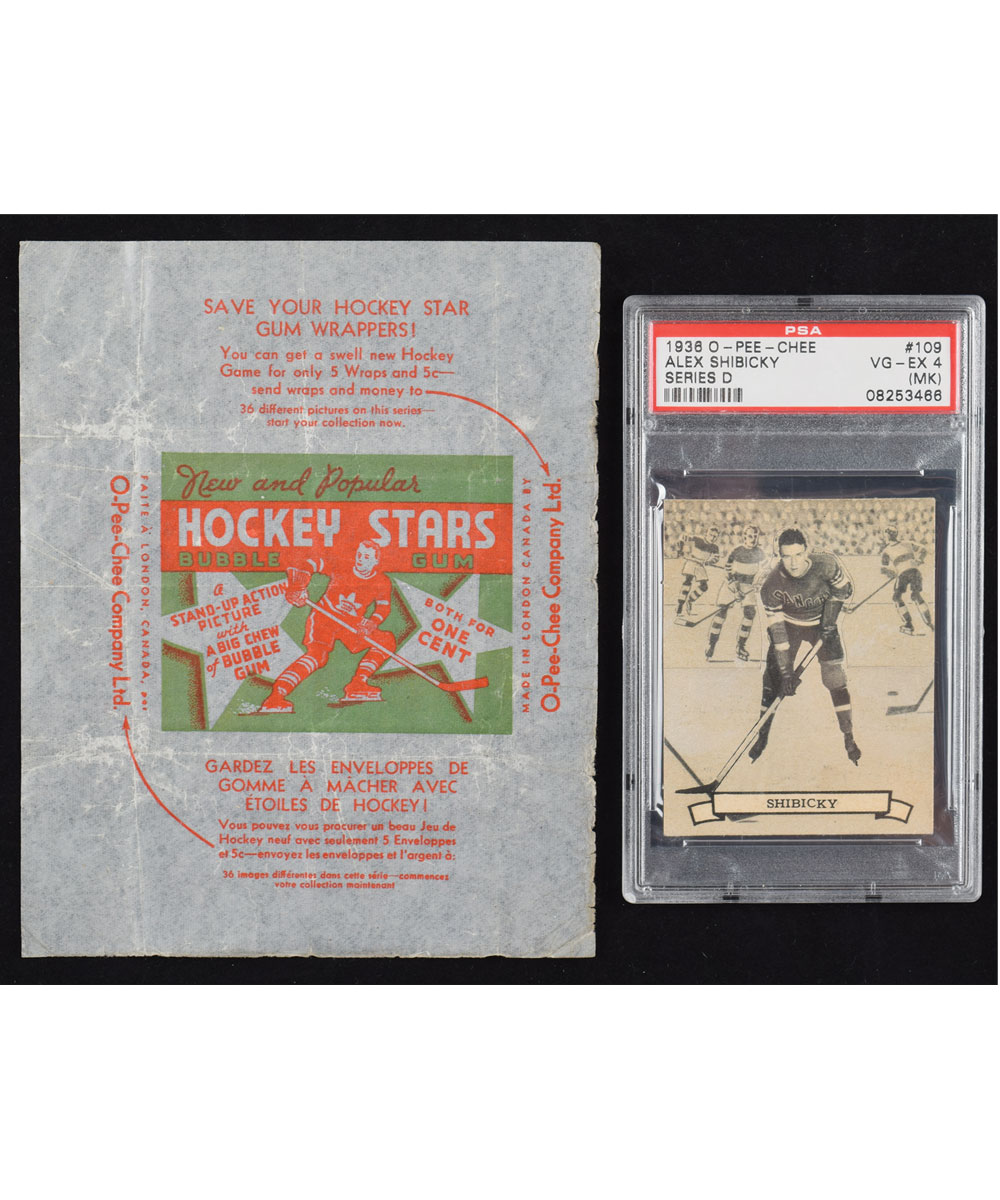 SAVE YOUR HOCKEY STAR
GUM WRAPPERS!
You can get a swell new Hockey
Game for only 5 Wraps and 5c—
send wraps and money to
36 different pictures on this series—
start your collection now.
FAITE À LONDON, CANADA, par
O-Pee-Chee Company Ltd.
New and Popular
HOCKEY STARS
BUBBLE GUM
a
STAND-UP ACTION
PICTURE
with
A BIG CHEW
of BUBBLE
GUM
BOTH FOR
ONE
CENT
MADE IN LONDON CANADA BY
O-Pee-Chee Company Ltd.
GARDEZ LES ENVELOPPES DE
GOMME À MÂCHER AVEC
ÉTOILES DE HOCKEY!
Vous pouvez vous procurer un beau Jeu de
Hockey neuf avec seulement 5 Enveloppes
et 5c—envoyez les enveloppes et l'argent à:
36 images différentes dans cette série—commencez
votre collection maintenant
PSA
1936 O-PEE-CHEE #109
ALEX SHIBICKY VG-EX 4
SERIES D (MK)
08253466
SHIBICKY